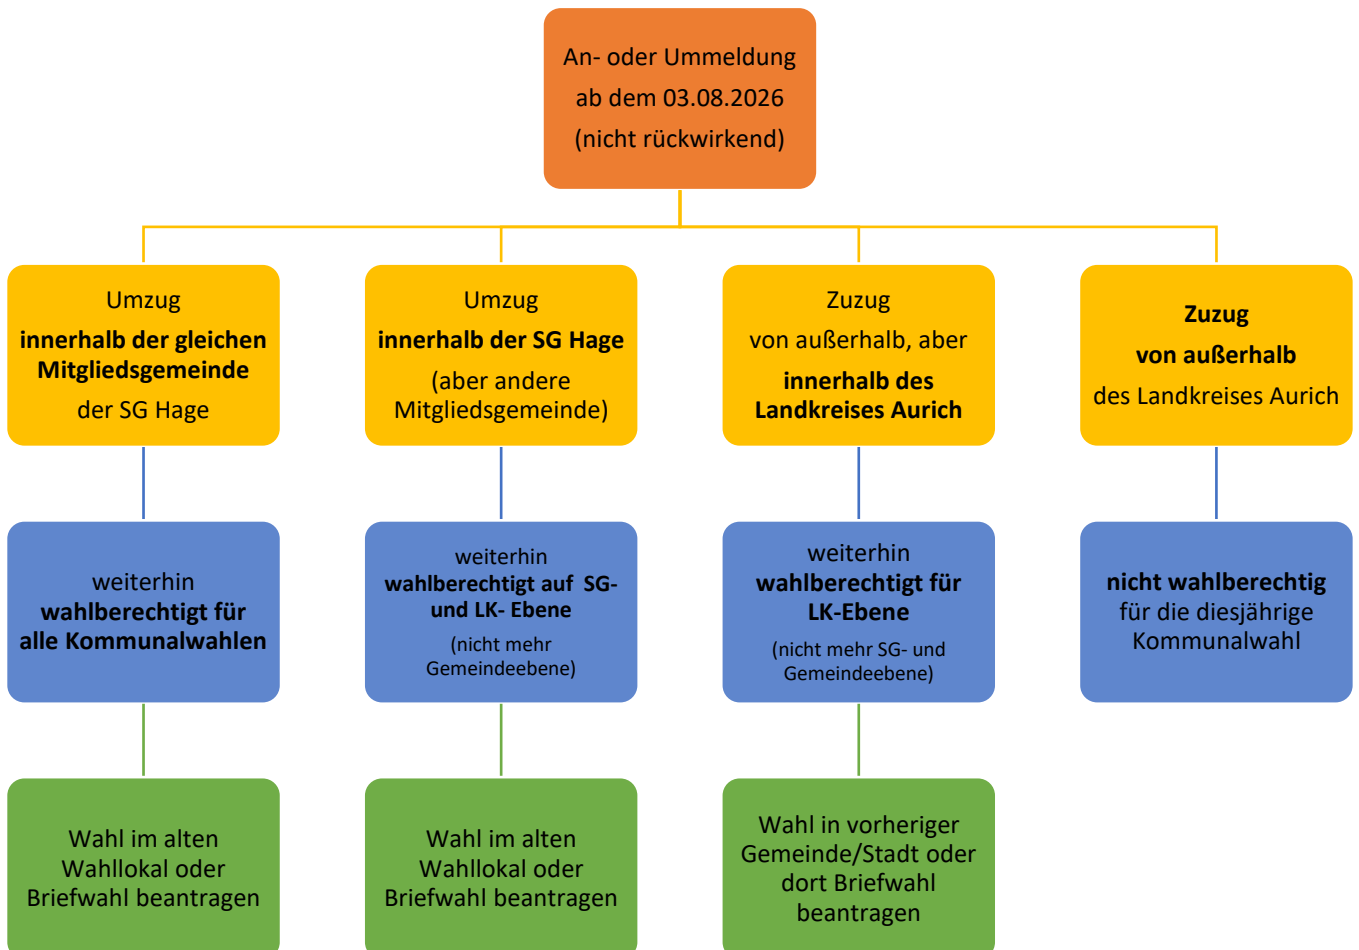 An- oder Ummeldung
ab dem 03.08.2026
(nicht rückwirkend)
Umzug
innerhalb der gleichen
Mitgliedsgemeinde
der SG Hage
Umzug
innerhalb der SG Hage
(aber andere
Mitgliedsgemeinde)
Zuzug
von außerhalb, aber
innerhalb des
Landkreises Aurich
Zuzug
von außerhalb
des Landkreises Aurich
weiterhin
wahlberechtigt für
alle Kommunalwahlen
weiterhin
wahlberechtigt auf SG-
und LK- Ebene
(nicht mehr
Gemeindeebene)
weiterhin
wahlberechtigt für
LK-Ebene
(nicht mehr SG- und
Gemeindeebene)
nicht wahlberechtig
für die diesjährige
Kommunalwahl
Wahl im alten
Wahllokal oder
Briefwahl beantragen
Wahl im alten
Wahllokal oder
Briefwahl beantragen
Wahl in vorheriger
Gemeinde/Stadt oder
dort Briefwahl
beantragen